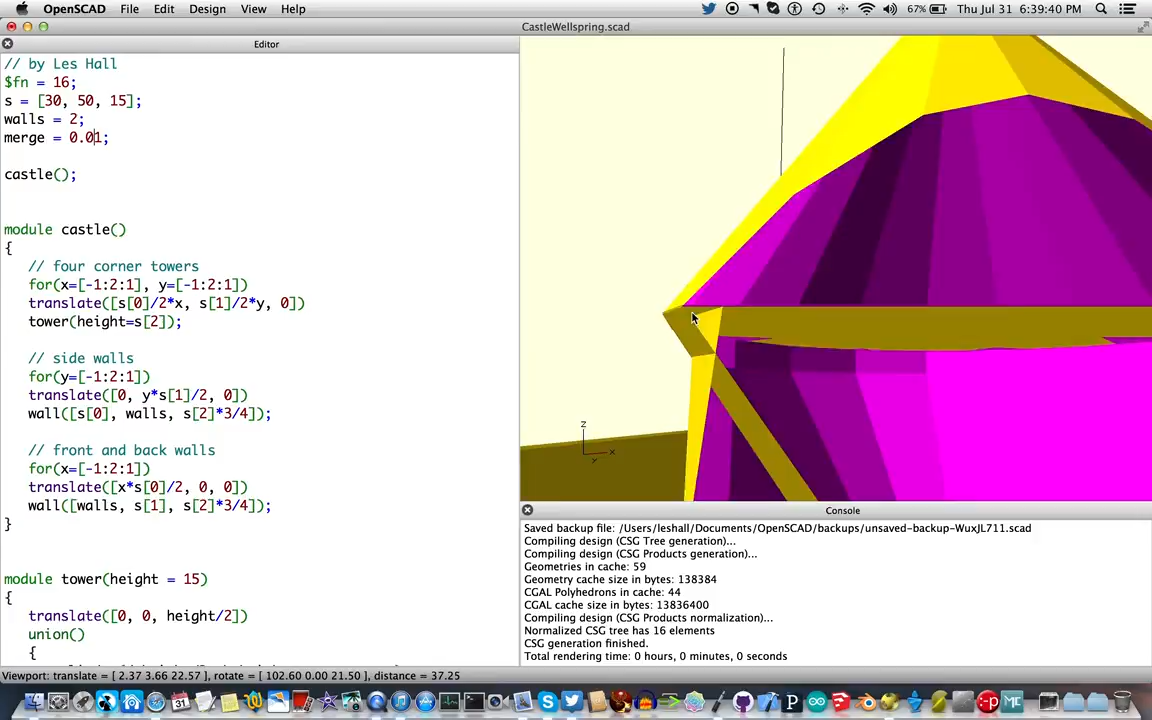 OpenSCAD File Edit Design View Help 67% Thu Jul 31 6:39:40 PM
CastleWellspring.scad
Editor
// by Les Hall
$fn = 16;
s = [30, 50, 15];
walls = 2;
merge = 0.01;
castle();
module castle()
{
// four corner towers
for(x=[-1:2:1], y=[-1:2:1])
translate([s[0]/2*x, s[1]/2*y, 0])
tower(height=s[2]);
// side walls
for(y=[-1:2:1])
translate([0, y*s[1]/2, 0])
wall([s[0], walls, s[2]*3/4]);
// front and back walls
for(x=[-1:2:1])
translate([x*s[0]/2, 0, 0])
wall([walls, s[1], s[2]*3/4]);
}
module tower(height = 15)
{
translate([0, 0, height/2])
union()
{
z
x
y
Console
Saved backup file: /Users/leshall/Documents/OpenSCAD/backups/unsaved-backup-WuxJL711.scad
Compiling design (CSG Tree generation)...
Compiling design (CSG Products generation)...
Geometries in cache: 59
Geometry cache size in bytes: 138384
CGAL Polyhedrons in cache: 44
CGAL cache size in bytes: 13836400
Compiling design (CSG Products normalization)...
Normalized CSG tree has 16 elements
CSG generation finished.
Total rendering time: 0 hours, 0 minutes, 0 seconds
Viewport: translate = [ 2.37 3.66 22.57 ], rotate = [ 102.60 0.00 21.50 ], distance = 37.25